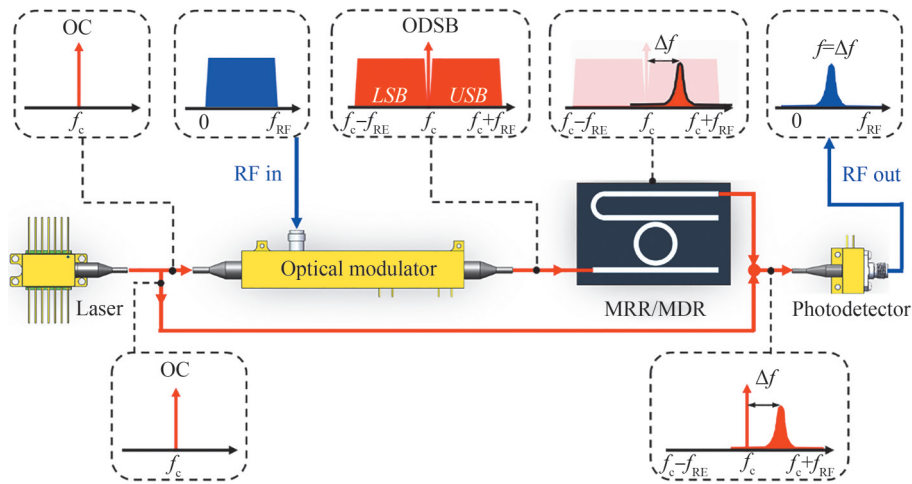 OC
f_c
0 f_RF
ODSB
LSB USB
f_c−f_RE f_c f_c+f_RF
Δf
f_c−f_RE f_c f_c+f_RF
f=Δf
0 f_RF
RF in
RF out
Laser
Optical modulator
MRR/MDR
Photodetector
OC
f_c
Δf
f_c−f_RE f_c f_c+f_RF